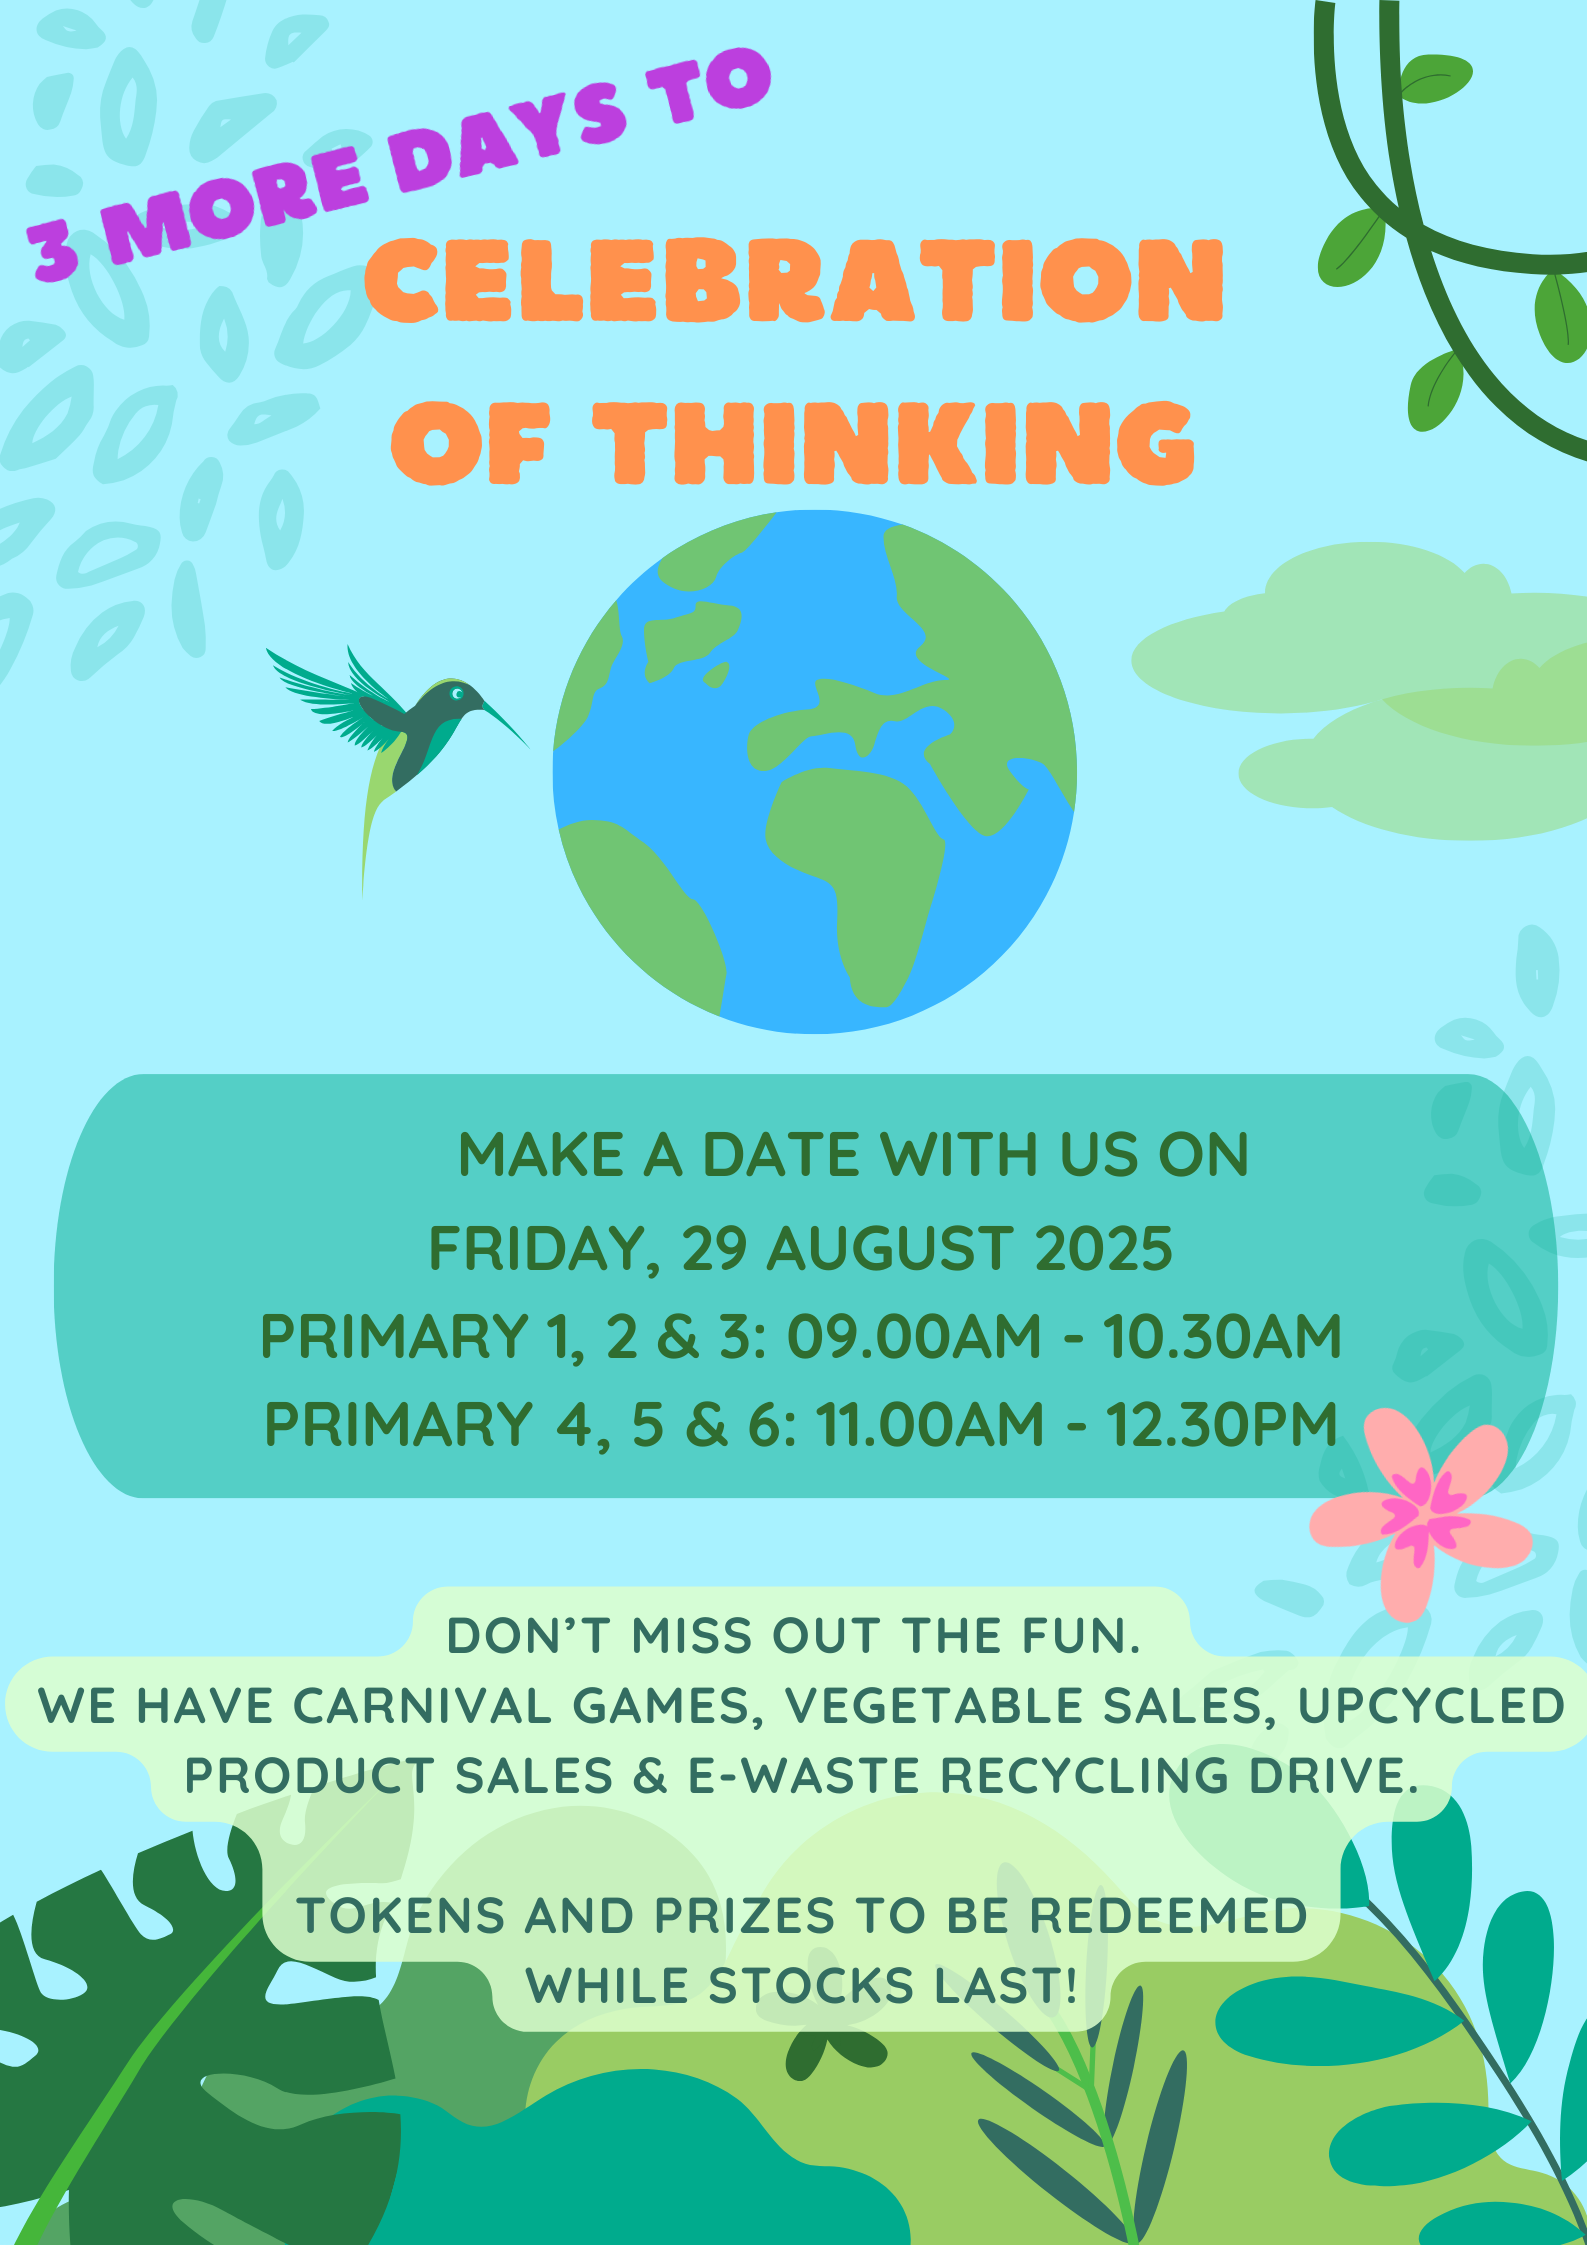 3 MORE DAYS TO
CELEBRATION
OF THINKING
MAKE A DATE WITH US ON
FRIDAY, 29 AUGUST 2025
PRIMARY 1, 2 & 3: 09.00AM - 10.30AM
PRIMARY 4, 5 & 6: 11.00AM - 12.30PM
DON'T MISS OUT THE FUN.
WE HAVE CARNIVAL GAMES, VEGETABLE SALES, UPCYCLED
PRODUCT SALES & E-WASTE RECYCLING DRIVE.
TOKENS AND PRIZES TO BE REDEEMED
WHILE STOCKS LAST!